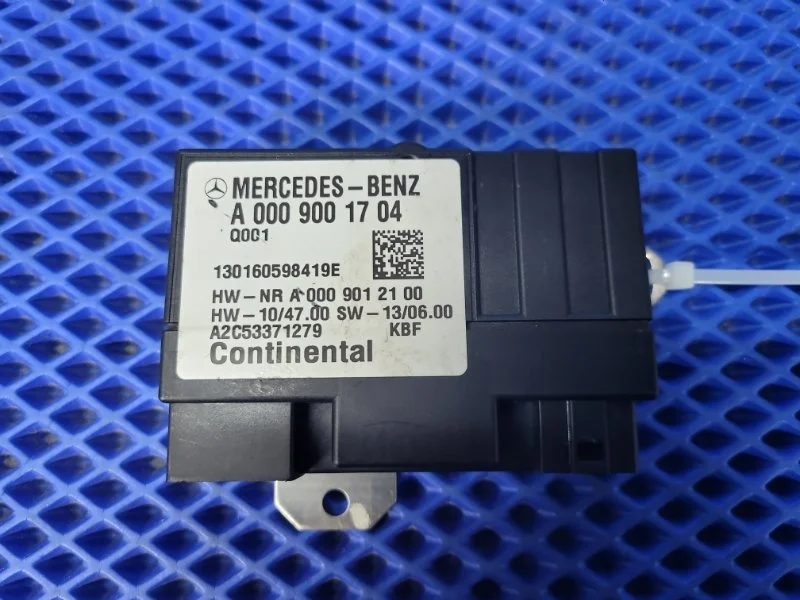 MERCEDES-BENZ
A 000 900 17 04
Q001
130160598419E
HW-NR A 000 901 21 00
HW-10/47.00 SW-13/06.00
A2C53371279 KBF
Continental